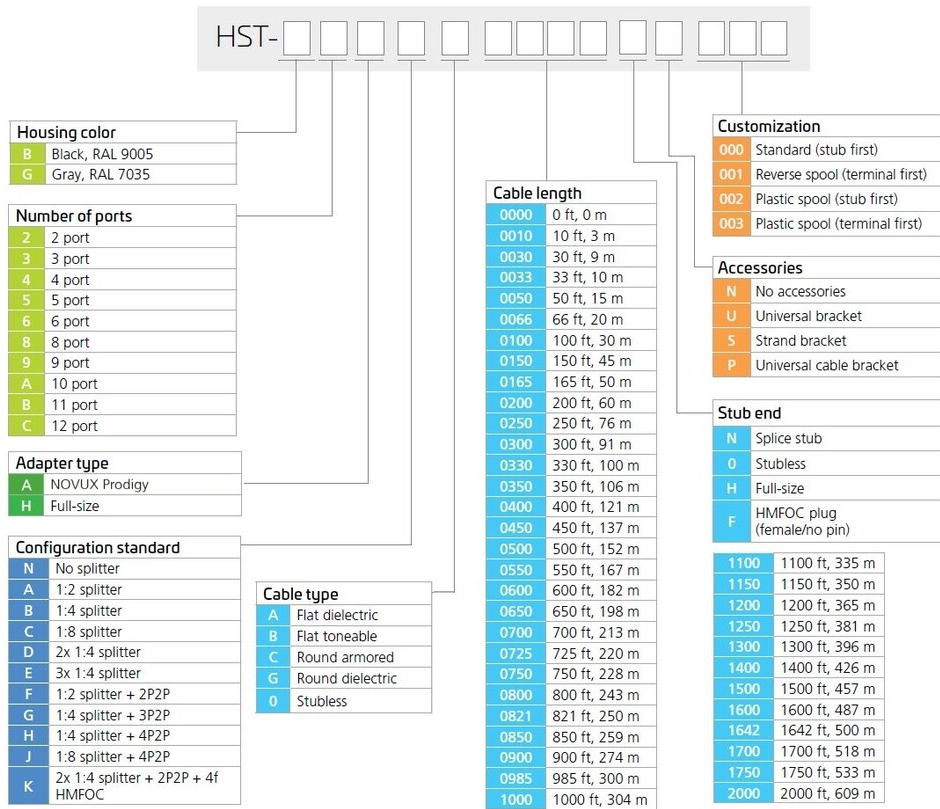 HST-
Housing color
B Black, RAL 9005
G Gray, RAL 7035
Number of ports
2 2 port
3 3 port
4 4 port
5 5 port
6 6 port
8 8 port
9 9 port
A 10 port
B 11 port
C 12 port
Adapter type
A NOVUX Prodigy
H Full-size
Configuration standard
N No splitter
A 1:2 splitter
B 1:4 splitter
C 1:8 splitter
D 2x 1:4 splitter
E 3x 1:4 splitter
F 1:2 splitter + 2P2P
G 1:4 splitter + 3P2P
H 1:4 splitter + 4P2P
J 1:8 splitter + 4P2P
K 2x 1:4 splitter + 2P2P + 4f
HMFOC
Cable type
A Flat dielectric
B Flat toneable
C Round armored
G Round dielectric
0 Stubless
Cable length
0000 0 ft, 0 m
0010 10 ft, 3 m
0030 30 ft, 9 m
0033 33 ft, 10 m
0050 50 ft, 15 m
0066 66 ft, 20 m
0100 100 ft, 30 m
0150 150 ft, 45 m
0165 165 ft, 50 m
0200 200 ft, 60 m
0250 250 ft, 76 m
0300 300 ft, 91 m
0330 330 ft, 100 m
0350 350 ft, 106 m
0400 400 ft, 121 m
0450 450 ft, 137 m
0500 500 ft, 152 m
0550 550 ft, 167 m
0600 600 ft, 182 m
0650 650 ft, 198 m
0700 700 ft, 213 m
0725 725 ft, 220 m
0750 750 ft, 228 m
0800 800 ft, 243 m
0821 821 ft, 250 m
0850 850 ft, 259 m
0900 900 ft, 274 m
0985 985 ft, 300 m
1000 1000 ft, 304 m
1100 1100 ft, 335 m
1150 1150 ft, 350 m
1200 1200 ft, 365 m
1250 1250 ft, 381 m
1300 1300 ft, 396 m
1400 1400 ft, 426 m
1500 1500 ft, 457 m
1600 1600 ft, 487 m
1642 1642 ft, 500 m
1700 1700 ft, 518 m
1750 1750 ft, 533 m
2000 2000 ft, 609 m
Stub end
N Splice stub
0 Stubless
H Full-size
F HMFOC plug
(female/no pin)
Accessories
N No accessories
U Universal bracket
S Strand bracket
P Universal cable bracket
Customization
000 Standard (stub first)
001 Reverse spool (terminal first)
002 Plastic spool (stub first)
003 Plastic spool (terminal first)